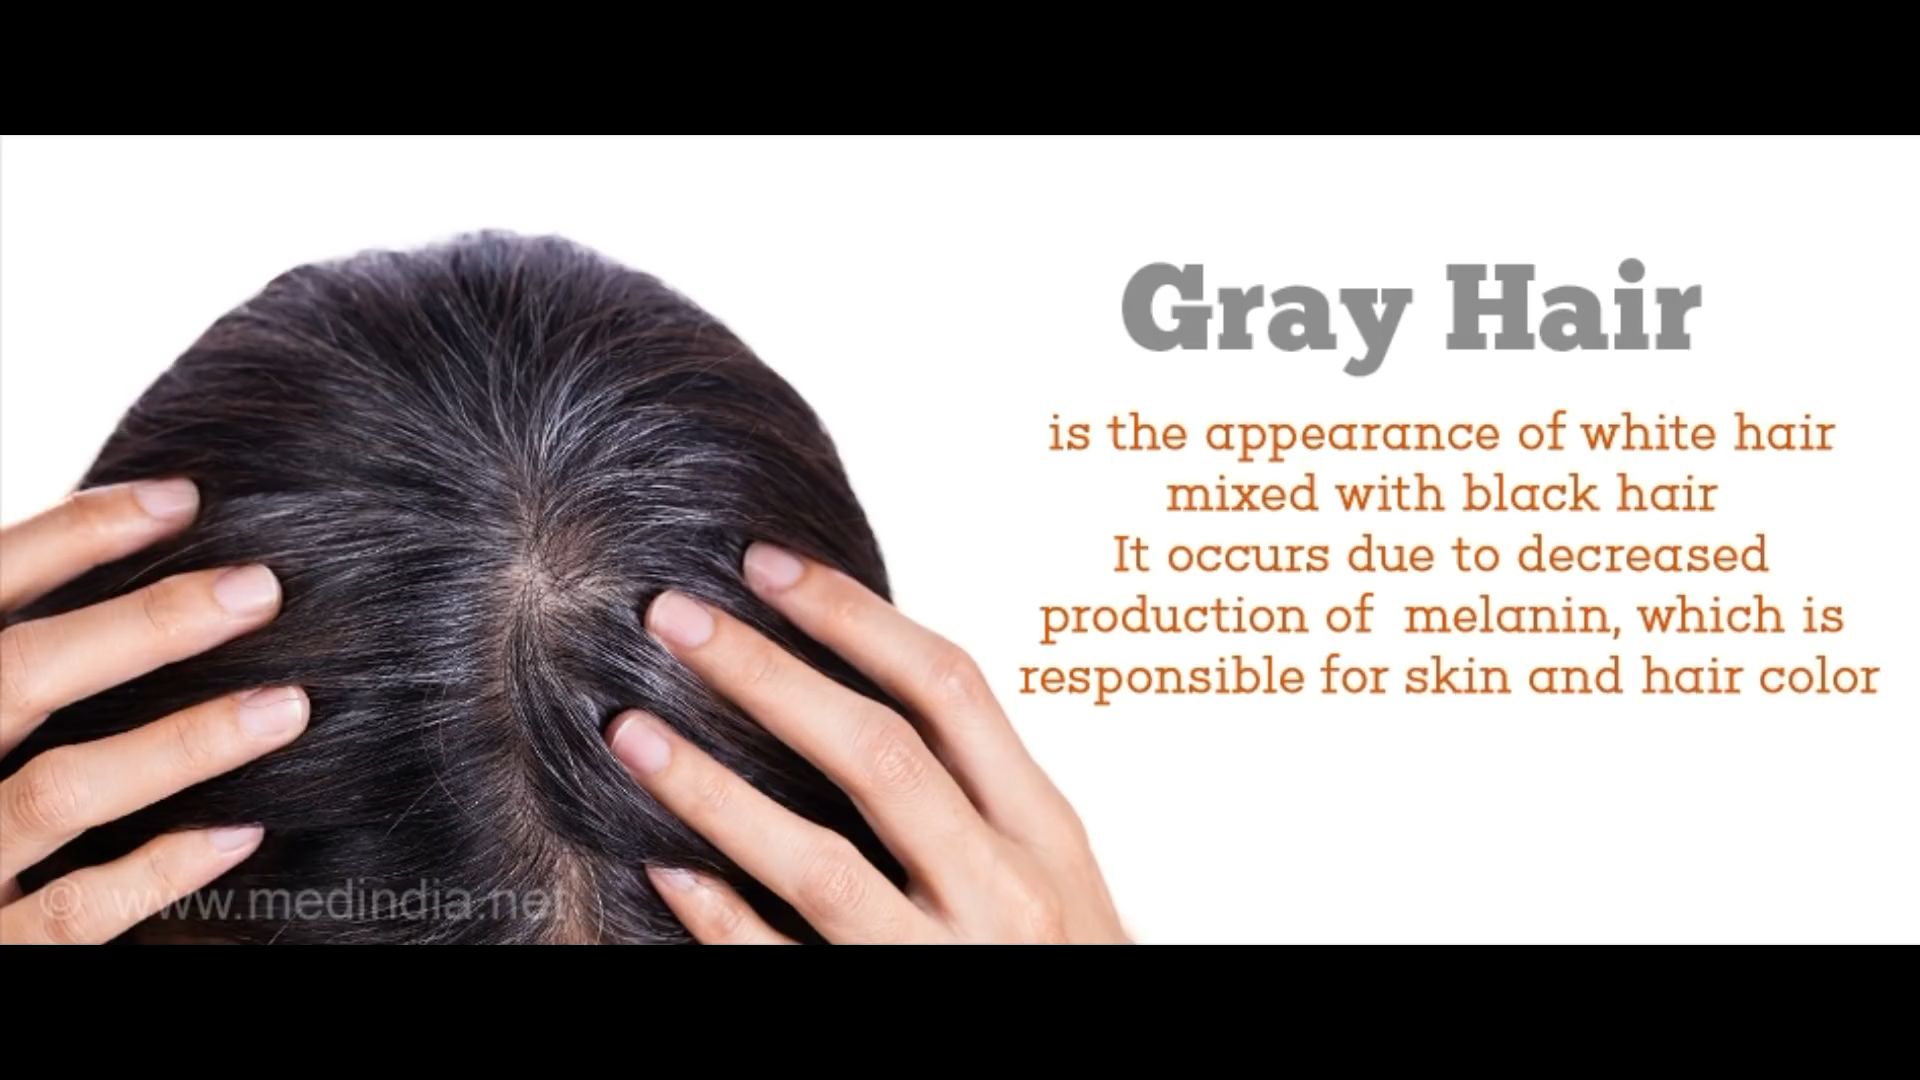 Gray Hair
is the appearance of white hair
mixed with black hair
It occurs due to decreased
production of  melanin, which is
responsible for skin and hair color
© www.medindia.net